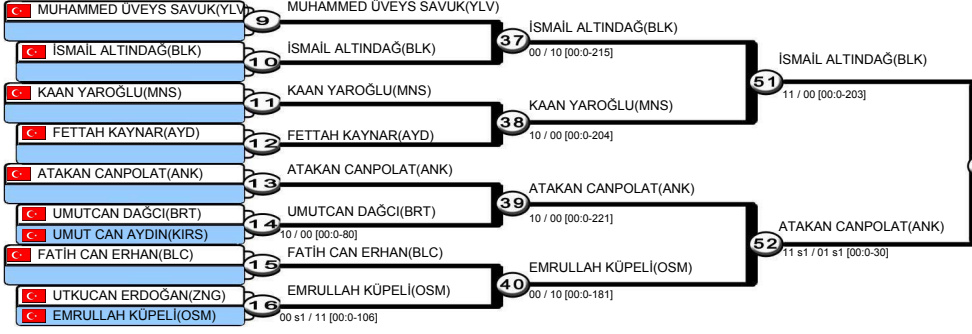 MUHAMMED ÜVEYS SAVUK(YLV)
9
MUHAMMED ÜVEYS SAVUK(YLV)
37
İSMAİL ALTINDAĞ(BLK)
00 / 10 [00:0-215]
İSMAİL ALTINDAĞ(BLK)
10
İSMAİL ALTINDAĞ(BLK)
51
İSMAİL ALTINDAĞ(BLK)
11 / 00 [00:0-203]
KAAN YAROĞLU(MNS)
11
KAAN YAROĞLU(MNS)
38
KAAN YAROĞLU(MNS)
10 / 00 [00:0-204]
FETTAH KAYNAR(AYD)
12
FETTAH KAYNAR(AYD)
ATAKAN CANPOLAT(ANK)
13
ATAKAN CANPOLAT(ANK)
39
ATAKAN CANPOLAT(ANK)
10 / 00 [00:0-221]
UMUTCAN DAĞCI(BRT)
UMUT CAN AYDIN(KIRS)
14
UMUTCAN DAĞCI(BRT)
10 / 00 [00:0-80]
52
ATAKAN CANPOLAT(ANK)
11 s1 / 01 s1 [00:0-30]
FATİH CAN ERHAN(BLC)
15
FATİH CAN ERHAN(BLC)
40
EMRULLAH KÜPELİ(OSM)
00 / 10 [00:0-181]
UTKUCAN ERDOĞAN(ZNG)
EMRULLAH KÜPELİ(OSM)
16
EMRULLAH KÜPELİ(OSM)
00 s1 / 11 [00:0-106]